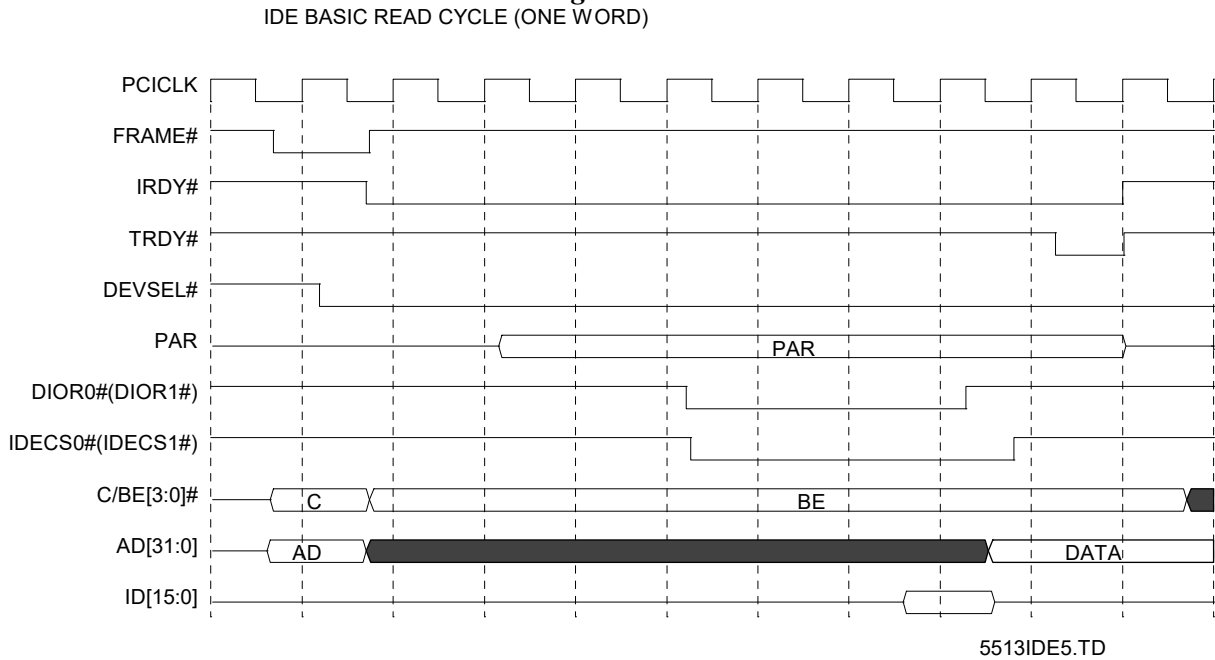 IDE BASIC READ CYCLE (ONE WORD)
PCICLK
FRAME#
IRDY#
TRDY#
DEVSEL#
PAR PAR
DIOR0#(DIOR1#)
IDECS0#(IDECS1#)
C/BE[3:0]# C BE
AD[31:0] AD DATA
ID[15:0]
5513IDE5.TD